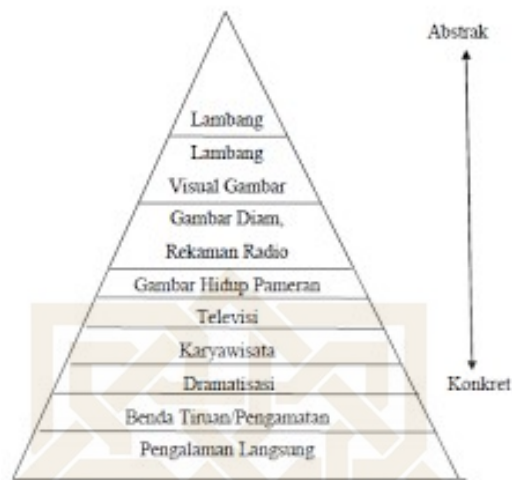 Abstrak
Lambang
Lambang
Visual Gambar
Gambar Diam,
Rekaman Radio
Gambar Hidup Pameran
Televisi
Karyawisata
Dramatisasi
Konkret
Benda Tiruan/Pengamatan
Pengalaman Langsung